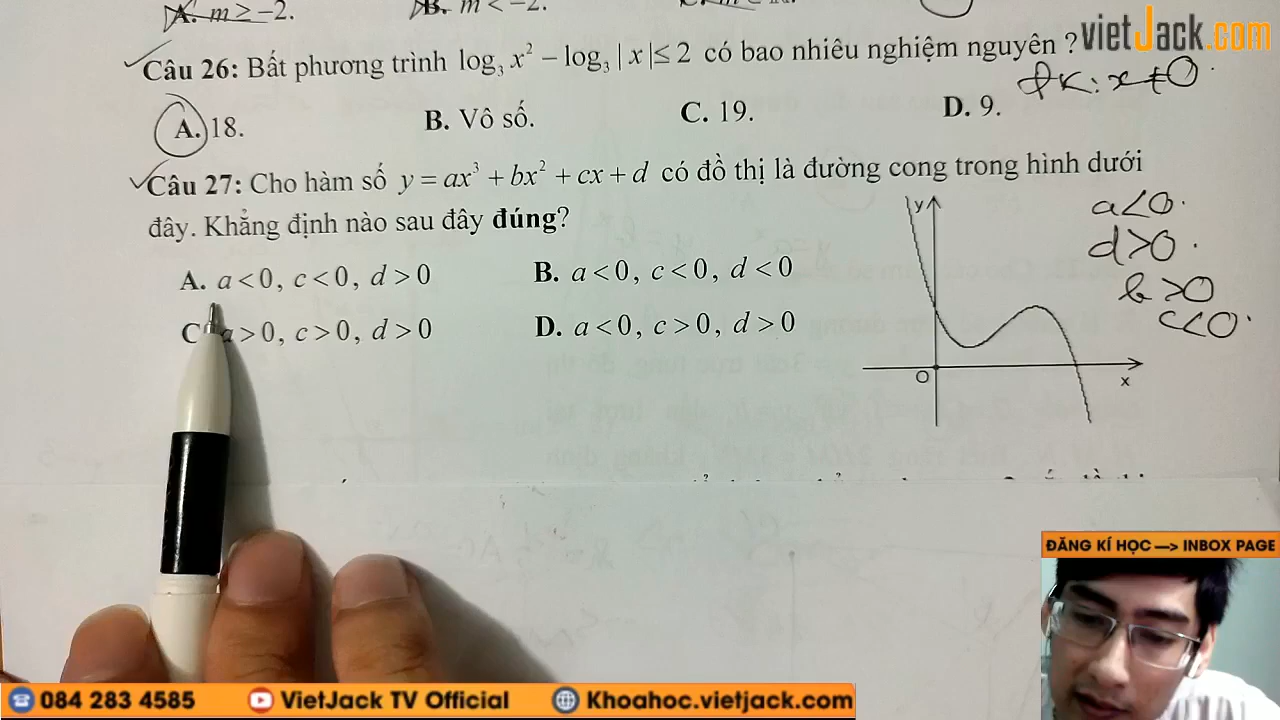 A. m ≥ −2.
B. m < −2.
vietJack.com
Câu 26: Bất phương trình log₃ x² − log₃ |x| ≤ 2 có bao nhiêu nghiệm nguyên ?
đk: x ≠ 0
A. 18. B. Vô số. C. 19. D. 9.
Câu 27: Cho hàm số y = ax³ + bx² + cx + d có đồ thị là đường cong trong hình dưới
đây. Khẳng định nào sau đây đúng?
A. a < 0, c < 0, d > 0 B. a < 0, c < 0, d < 0
C a > 0, c > 0, d > 0 D. a < 0, c > 0, d > 0
y
O
x
a<0.
d>0.
b>0
c<0.
ĐĂNG KÍ HỌC —> INBOX PAGE
084 283 4585 VietJack TV Official Khoahoc.vietjack.com